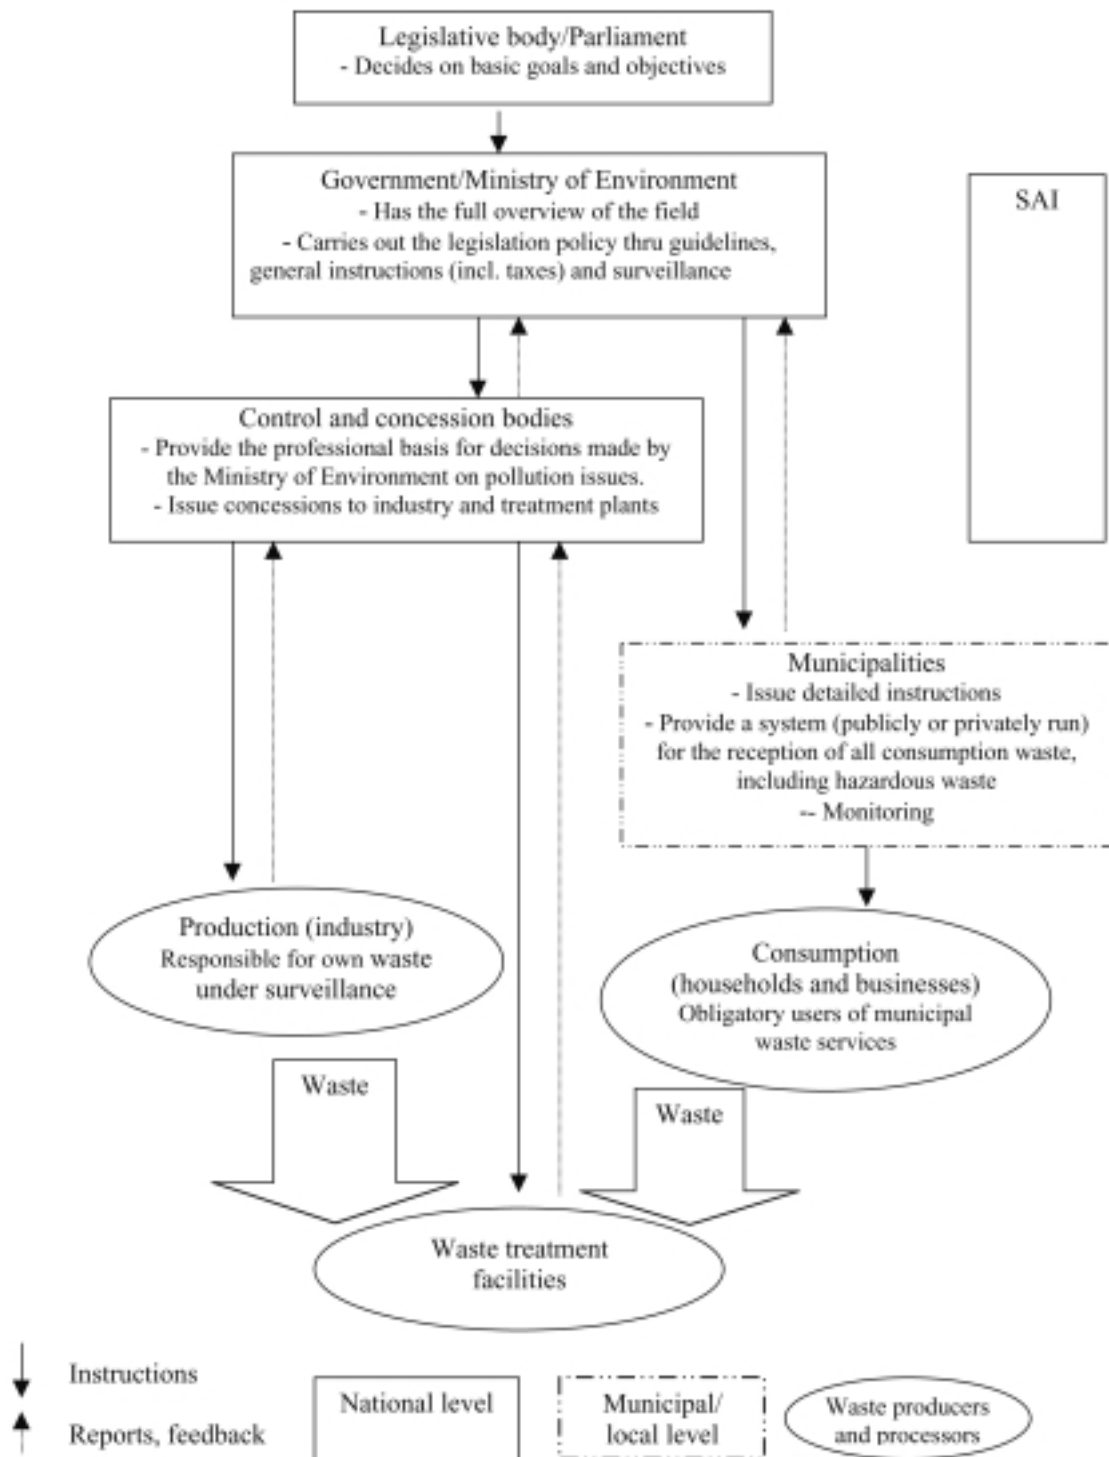 Legislative body/Parliament
- Decides on basic goals and objectives
Government/Ministry of Environment
- Has the full overview of the field
- Carries out the legislation policy thru guidelines,
general instructions (incl. taxes) and surveillance
SAI
Control and concession bodies
- Provide the professional basis for decisions made by
the Ministry of Environment on pollution issues.
- Issue concessions to industry and treatment plants
Municipalities
- Issue detailed instructions
- Provide a system (publicly or privately run)
for the reception of all consumption waste,
including hazardous waste
-- Monitoring
Production (industry)
Responsible for own waste
under surveillance
Consumption
(households and businesses)
Obligatory users of municipal
waste services
Waste
Waste
Waste treatment
facilities
Instructions
Reports, feedback
National level
Municipal/
local level
Waste producers
and processors